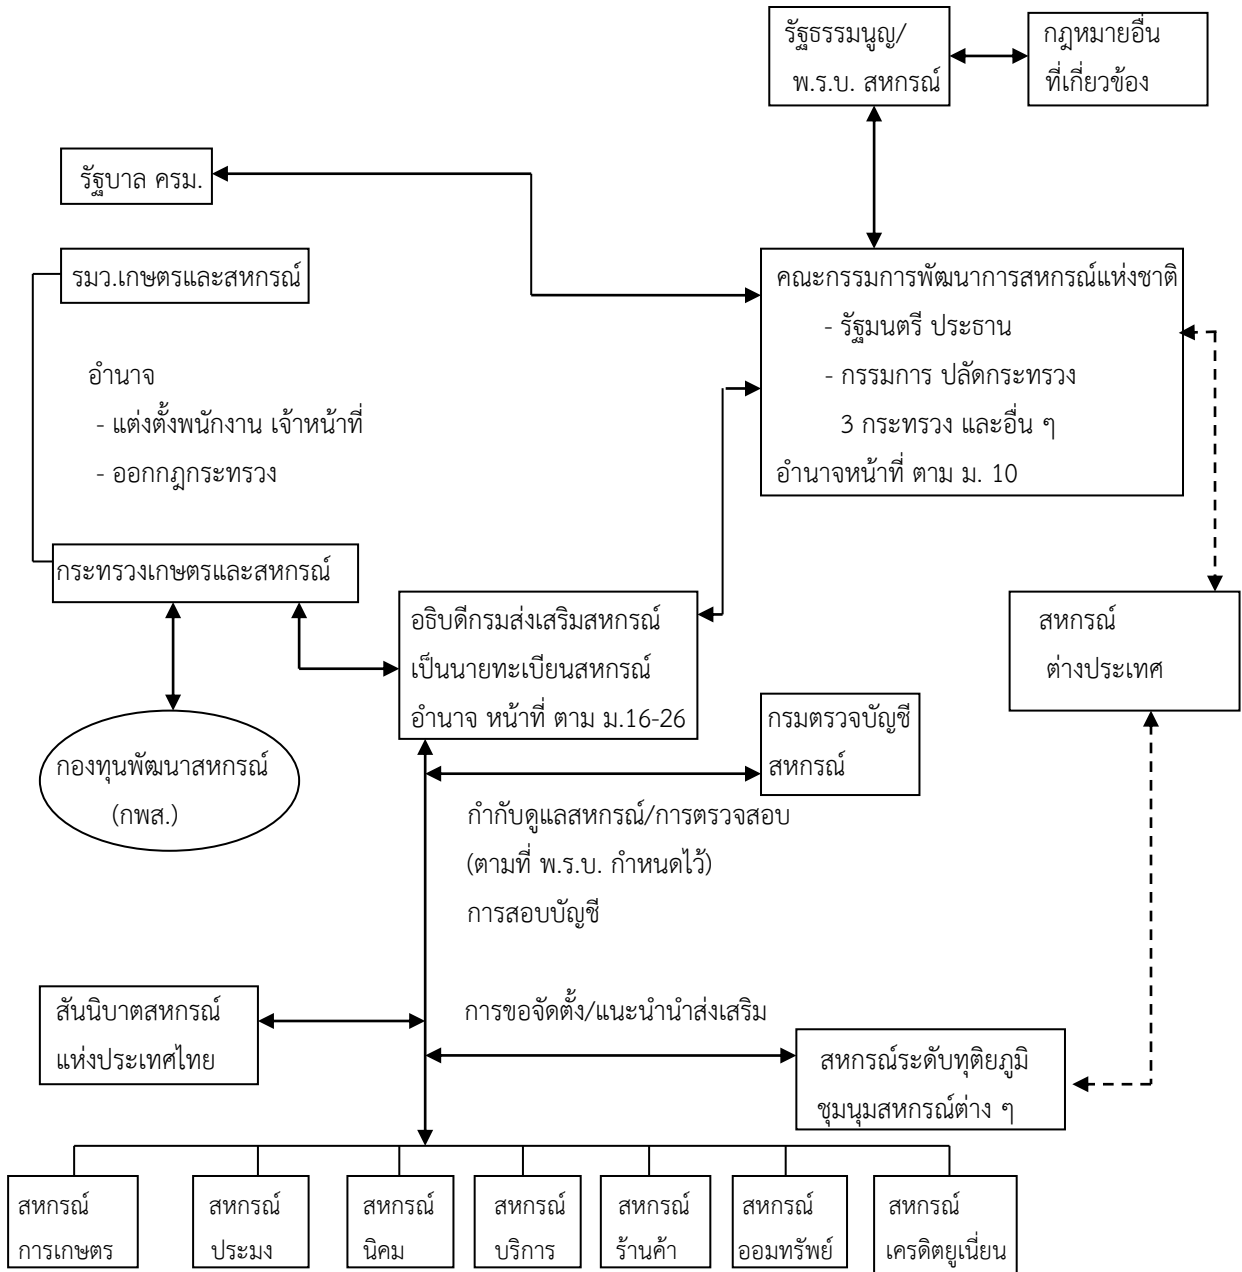 รัฐธรรมนูญ/
พ.ร.บ. สหกรณ์
กฎหมายอื่น
ที่เกี่ยวข้อง
รัฐบาล ครม.
รมว.เกษตรและสหกรณ์
อำนาจ
- แต่งตั้งพนักงาน เจ้าหน้าที่
- ออกกฎกระทรวง
คณะกรรมการพัฒนาการสหกรณ์แห่งชาติ
- รัฐมนตรี ประธาน
- กรรมการ ปลัดกระทรวง
3 กระทรวง และอื่น ๆ
อำนาจหน้าที่ ตาม ม. 10
กระทรวงเกษตรและสหกรณ์
อธิบดีกรมส่งเสริมสหกรณ์
เป็นนายทะเบียนสหกรณ์
อำนาจ หน้าที่ ตาม ม.16-26
สหกรณ์
ต่างประเทศ
กองทุนพัฒนาสหกรณ์
(กพส.)
กรมตรวจบัญชี
สหกรณ์
กำกับดูแลสหกรณ์/การตรวจสอบ
(ตามที่ พ.ร.บ. กำหนดไว้)
การสอบบัญชี
สันนิบาตสหกรณ์
แห่งประเทศไทย
การขอจัดตั้ง/แนะนำนำส่งเสริม
สหกรณ์ระดับทุติยภูมิ
ชุมนุมสหกรณ์ต่าง ๆ
สหกรณ์
การเกษตร
สหกรณ์
ประมง
สหกรณ์
นิคม
สหกรณ์
บริการ
สหกรณ์
ร้านค้า
สหกรณ์
ออมทรัพย์
สหกรณ์
เครดิตยูเนี่ยน